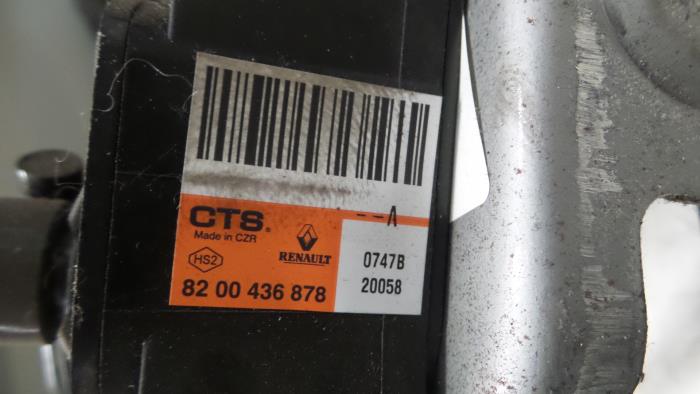 --A
CTS®
Made in CZR
RENAULT
HS2
0747B
82 00 436 878
20058